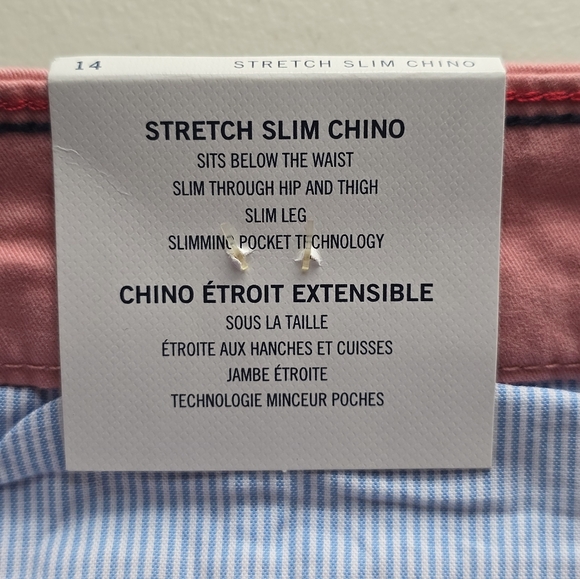 14 STRETCH SLIM CHINO
STRETCH SLIM CHINO
SITS BELOW THE WAIST
SLIM THROUGH HIP AND THIGH
SLIM LEG
SLIMMING POCKET TECHNOLOGY
CHINO ÉTROIT EXTENSIBLE
SOUS LA TAILLE
ÉTROITE AUX HANCHES ET CUISSES
JAMBE ÉTROITE
TECHNOLOGIE MINCEUR POCHES